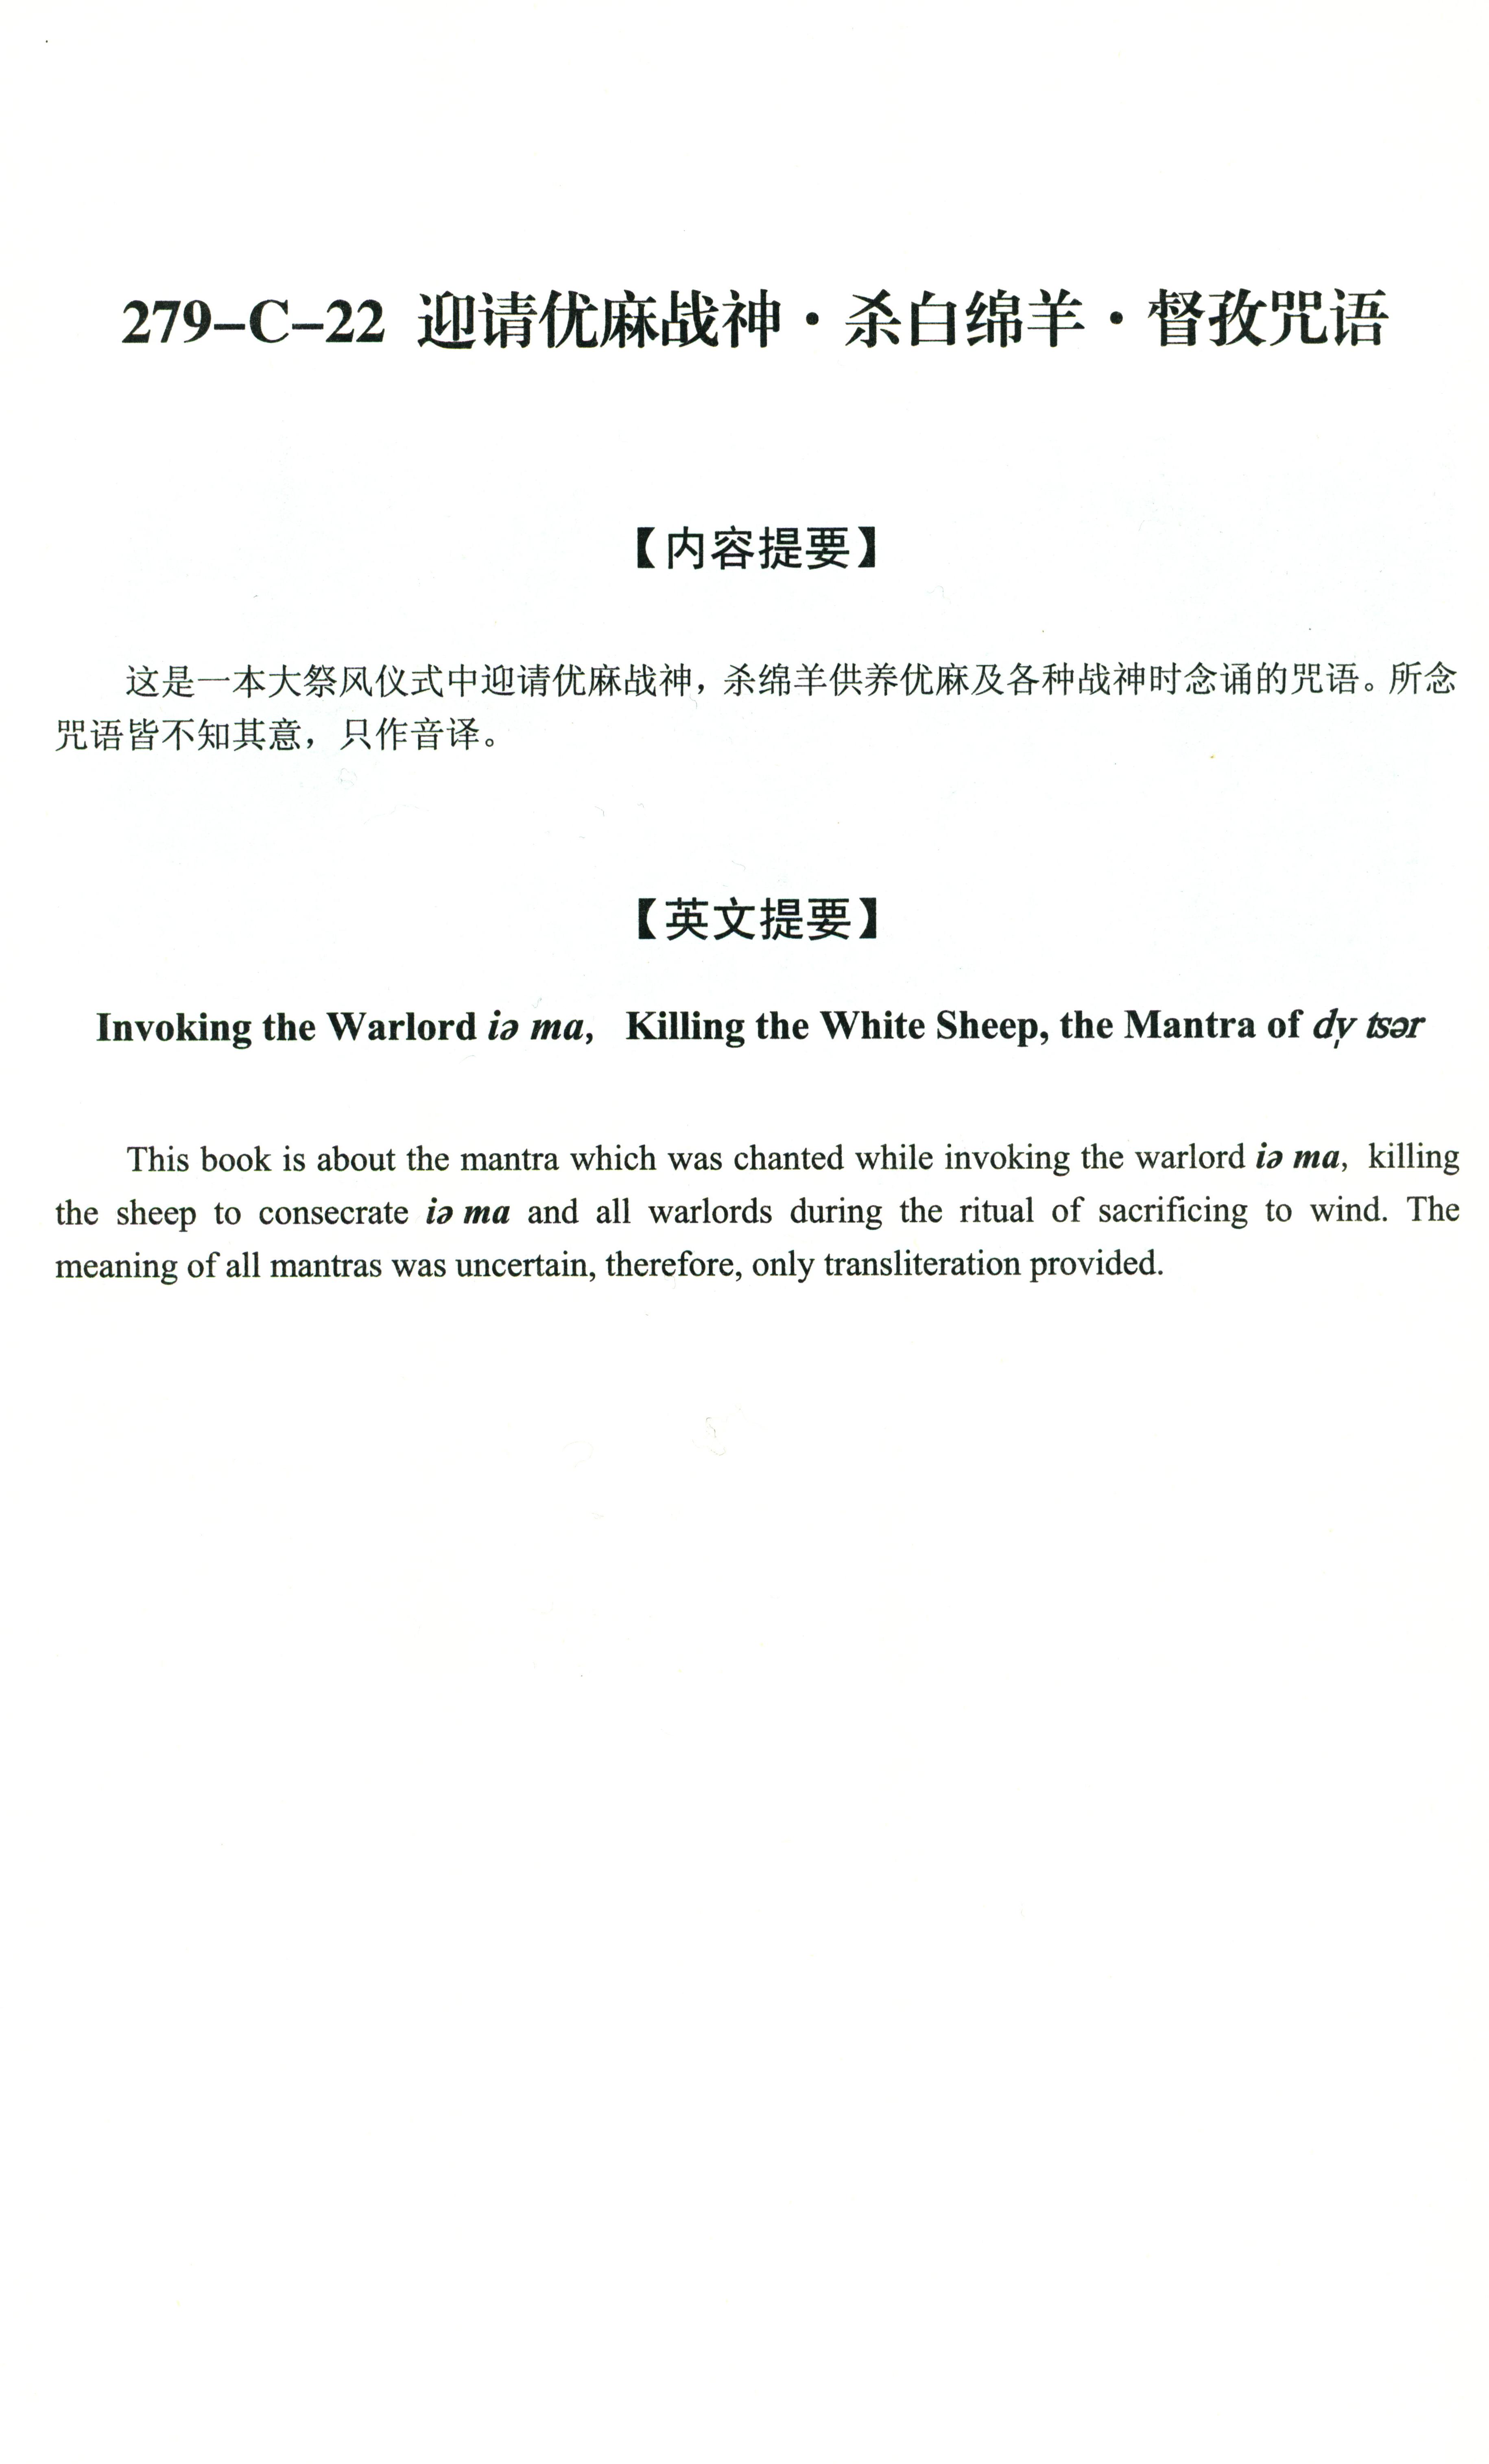 279–C–22 迎请优麻战神·杀白绵羊·督孜咒语
【内容提要】
这是一本大祭风仪式中迎请优麻战神，杀绵羊供养优麻及各种战神时念诵的咒语。所念
咒语皆不知其意，只作音译。
【英文提要】
Invoking the Warlord iə ma, Killing the White Sheep, the Mantra of dy̩ tsər
This book is about the mantra which was chanted while invoking the warlord iə ma, killing
the sheep to consecrate iə ma and all warlords during the ritual of sacrificing to wind. The
meaning of all mantras was uncertain, therefore, only transliteration provided.